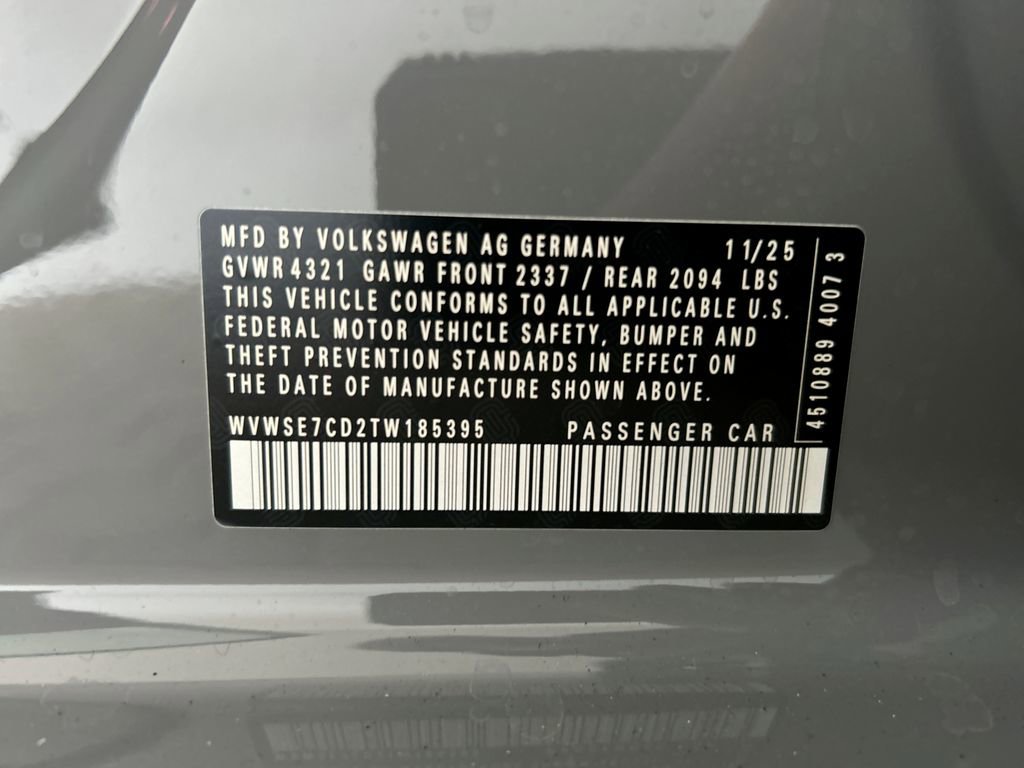 MFD BY VOLKSWAGEN AG GERMANY 11/25
GVWR 4321 GAWR FRONT 2337 / REAR 2094 LBS
THIS VEHICLE CONFORMS TO ALL APPLICABLE U.S.
FEDERAL MOTOR VEHICLE SAFETY, BUMPER AND
THEFT PREVENTION STANDARDS IN EFFECT ON
THE DATE OF MANUFACTURE SHOWN ABOVE.
WVWSE7CD2TW185395 PASSENGER CAR
4510889 4007 3